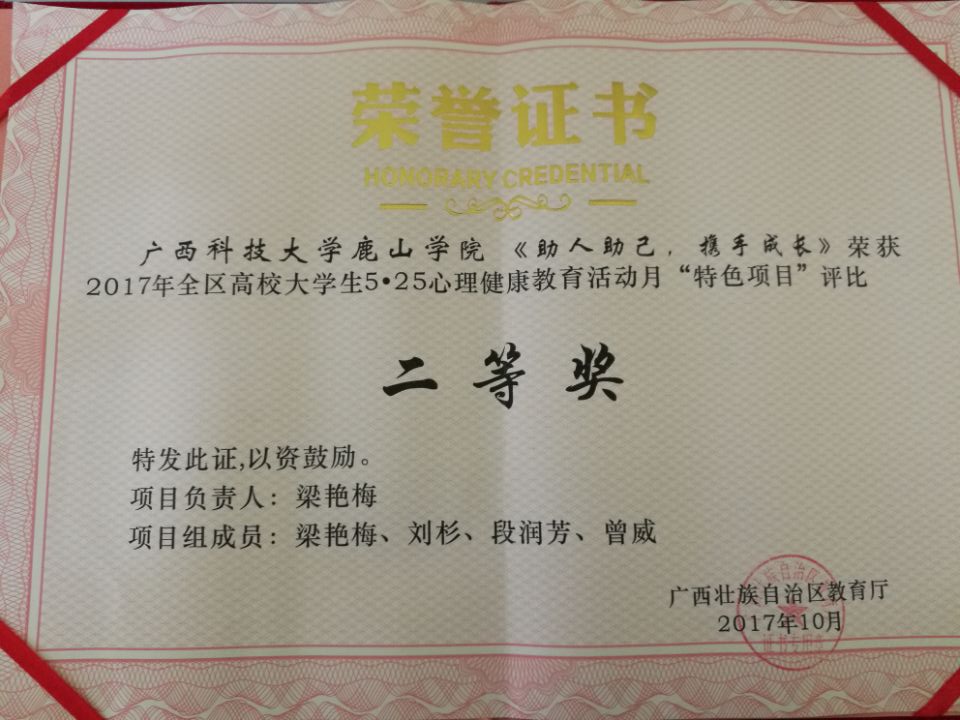 荣誉证书
HONORARY CREDENTIAL
广西科技大学鹿山学院《助人助己，携手成长》荣获
2017年全区高校大学生5•25心理健康教育活动月“特色项目”评比
二等奖
特发此证,以资鼓励。
项目负责人：梁艳梅
项目组成员：梁艳梅、刘杉、段润芳、曾威
广西壮族自治区教育厅
2017年10月
证书专用章